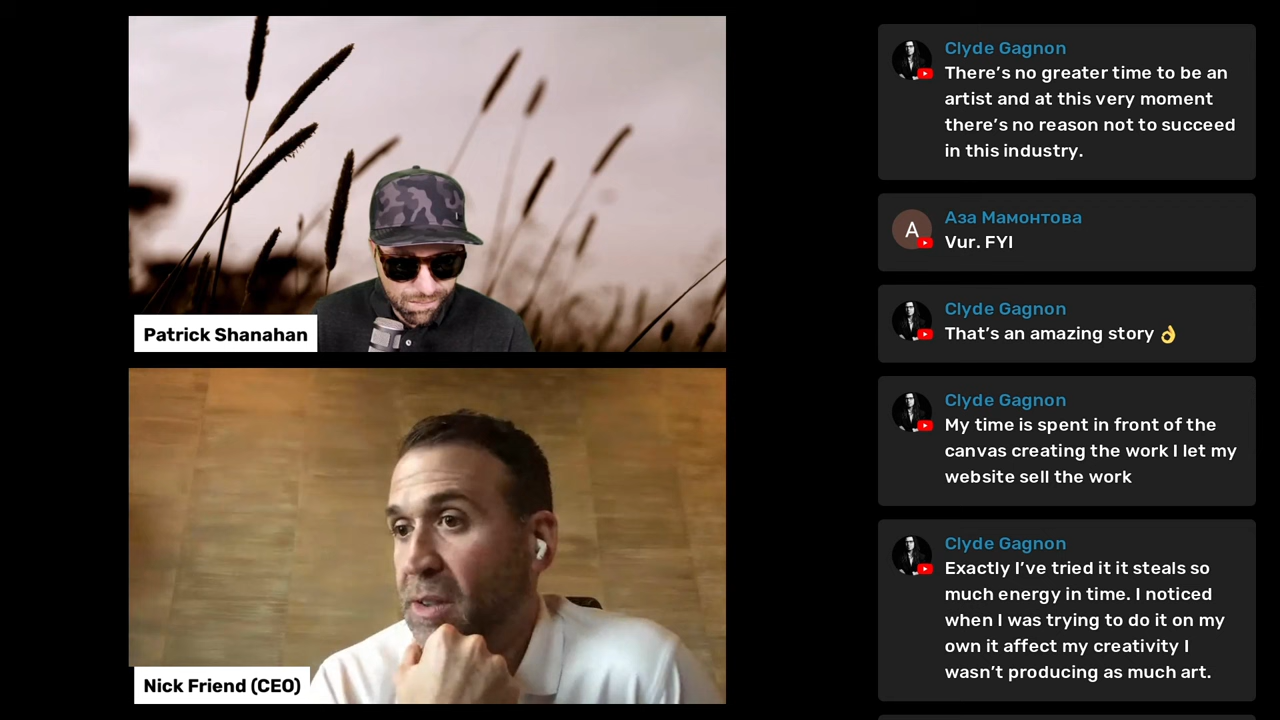 Patrick Shanahan
Nick Friend (CEO)
Clyde Gagnon
There’s no greater time to be an
artist and at this very moment
there’s no reason not to succeed
in this industry.
A
Аза Мамонтова
Vur. FYI
Clyde Gagnon
That’s an amazing story 👌
Clyde Gagnon
My time is spent in front of the
canvas creating the work I let my
website sell the work
Clyde Gagnon
Exactly I’ve tried it it steals so
much energy in time. I noticed
when I was trying to do it on my
own it affect my creativity I
wasn’t producing as much art.